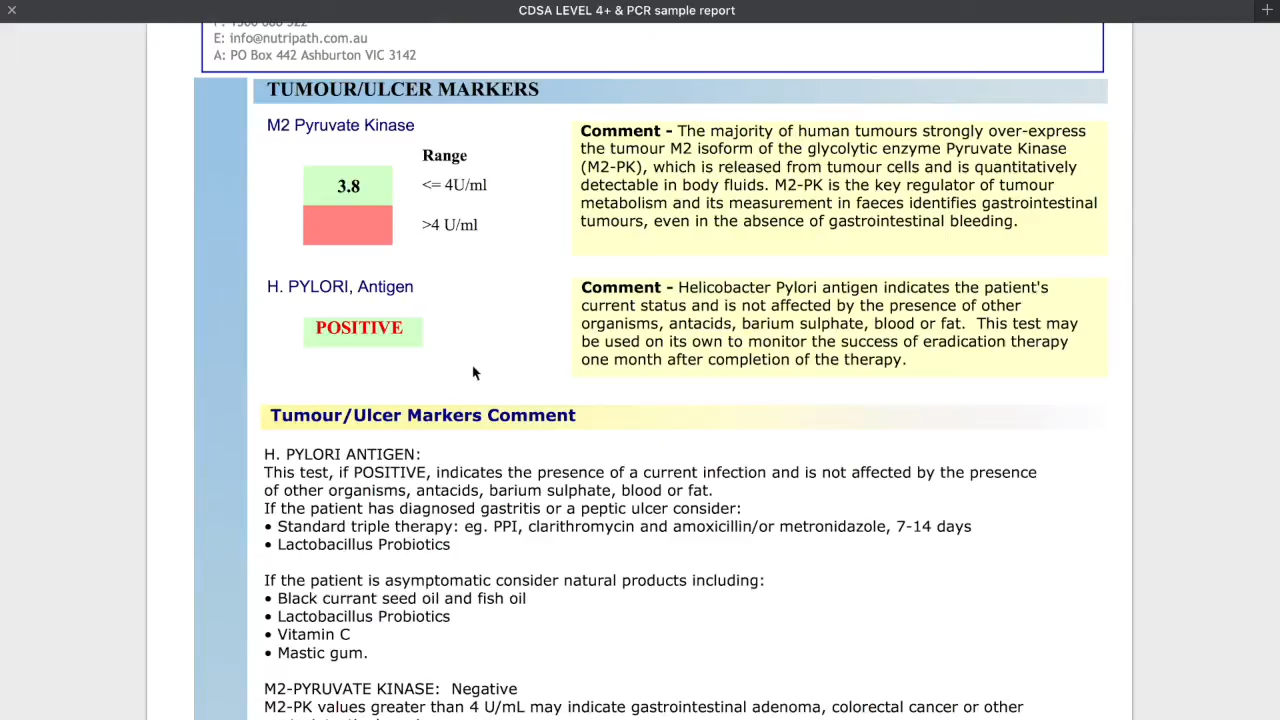 CDSA LEVEL 4+ & PCR sample report
E: info@nutripath.com.au
A: PO Box 442 Ashburton VIC 3142
TUMOUR/ULCER MARKERS
M2 Pyruvate Kinase
Range
3.8
<= 4U/ml
>4 U/ml
Comment - The majority of human tumours strongly over-express
the tumour M2 isoform of the glycolytic enzyme Pyruvate Kinase
(M2-PK), which is released from tumour cells and is quantitatively
detectable in body fluids. M2-PK is the key regulator of tumour
metabolism and its measurement in faeces identifies gastrointestinal
tumours, even in the absence of gastrointestinal bleeding.
H. PYLORI, Antigen
POSITIVE
Comment - Helicobacter Pylori antigen indicates the patient's
current status and is not affected by the presence of other
organisms, antacids, barium sulphate, blood or fat. This test may
be used on its own to monitor the success of eradication therapy
one month after completion of the therapy.
Tumour/Ulcer Markers Comment
H. PYLORI ANTIGEN:
This test, if POSITIVE, indicates the presence of a current infection and is not affected by the presence
of other organisms, antacids, barium sulphate, blood or fat.
If the patient has diagnosed gastritis or a peptic ulcer consider:
• Standard triple therapy: eg. PPI, clarithromycin and amoxicillin/or metronidazole, 7-14 days
• Lactobacillus Probiotics
If the patient is asymptomatic consider natural products including:
• Black currant seed oil and fish oil
• Lactobacillus Probiotics
• Vitamin C
• Mastic gum.
M2-PYRUVATE KINASE: Negative
M2-PK values greater than 4 U/mL may indicate gastrointestinal adenoma, colorectal cancer or other